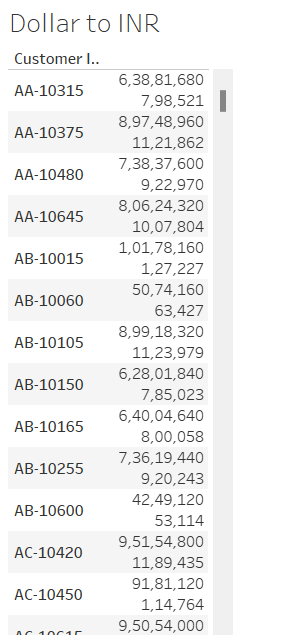 Dollar to INR
Customer I..
AA-10315 6,38,81,680
7,98,521
AA-10375 8,97,48,960
11,21,862
AA-10480 7,38,37,600
9,22,970
AA-10645 8,06,24,320
10,07,804
AB-10015 1,01,78,160
1,27,227
AB-10060 50,74,160
63,427
AB-10105 8,99,18,320
11,23,979
AB-10150 6,28,01,840
7,85,023
AB-10165 6,40,04,640
8,00,058
AB-10255 7,36,19,440
9,20,243
AB-10600 42,49,120
53,114
AC-10420 9,51,54,800
11,89,435
AC-10450 91,81,120
1,14,764
AC-10615 9,50,54,000